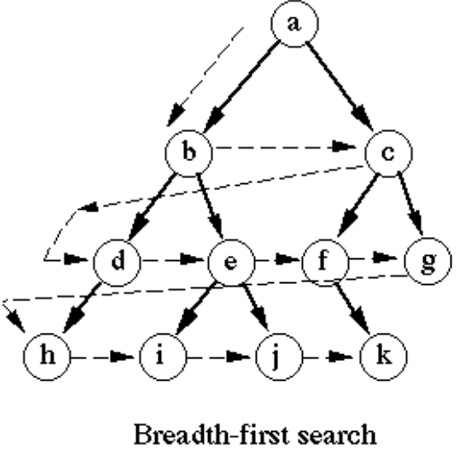 a
b c
d e f g
h i j k
Breadth-first search